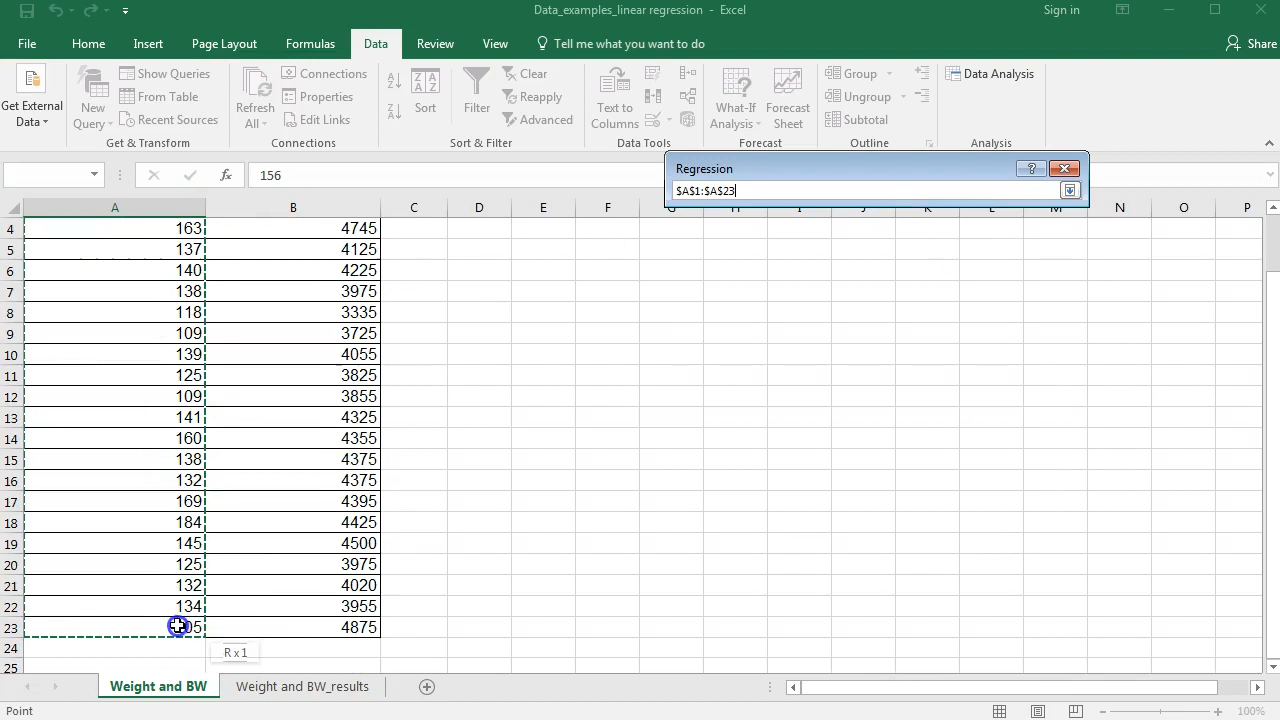 Data_examples_linear regression - Excel
Sign in
File Home Insert Page Layout Formulas Data Review View Tell me what you want to do Share
Get External Data
New Query
Show Queries
From Table
Recent Sources
Get & Transform
Refresh All
Connections
Properties
Edit Links
Connections
Sort
Filter
Clear
Reapply
Advanced
Sort & Filter
Text to Columns
Data Tools
What-If Analysis
Forecast Sheet
Forecast
Group
Ungroup
Subtotal
Outline
Data Analysis
Analysis
fx 156
Regression ?
$A$1:$A$23
A B C D E F G H I J K L M N O P
4 163 4745
5 137 4125
6 140 4225
7 138 3975
8 118 3335
9 109 3725
10 139 4055
11 125 3825
12 109 3855
13 141 4325
14 160 4355
15 138 4375
16 132 4375
17 169 4395
18 184 4425
19 145 4500
20 125 3975
21 132 4020
22 134 3955
23 4875
24
R x 1
25
Weight and BW Weight and BW_results
Point 100%